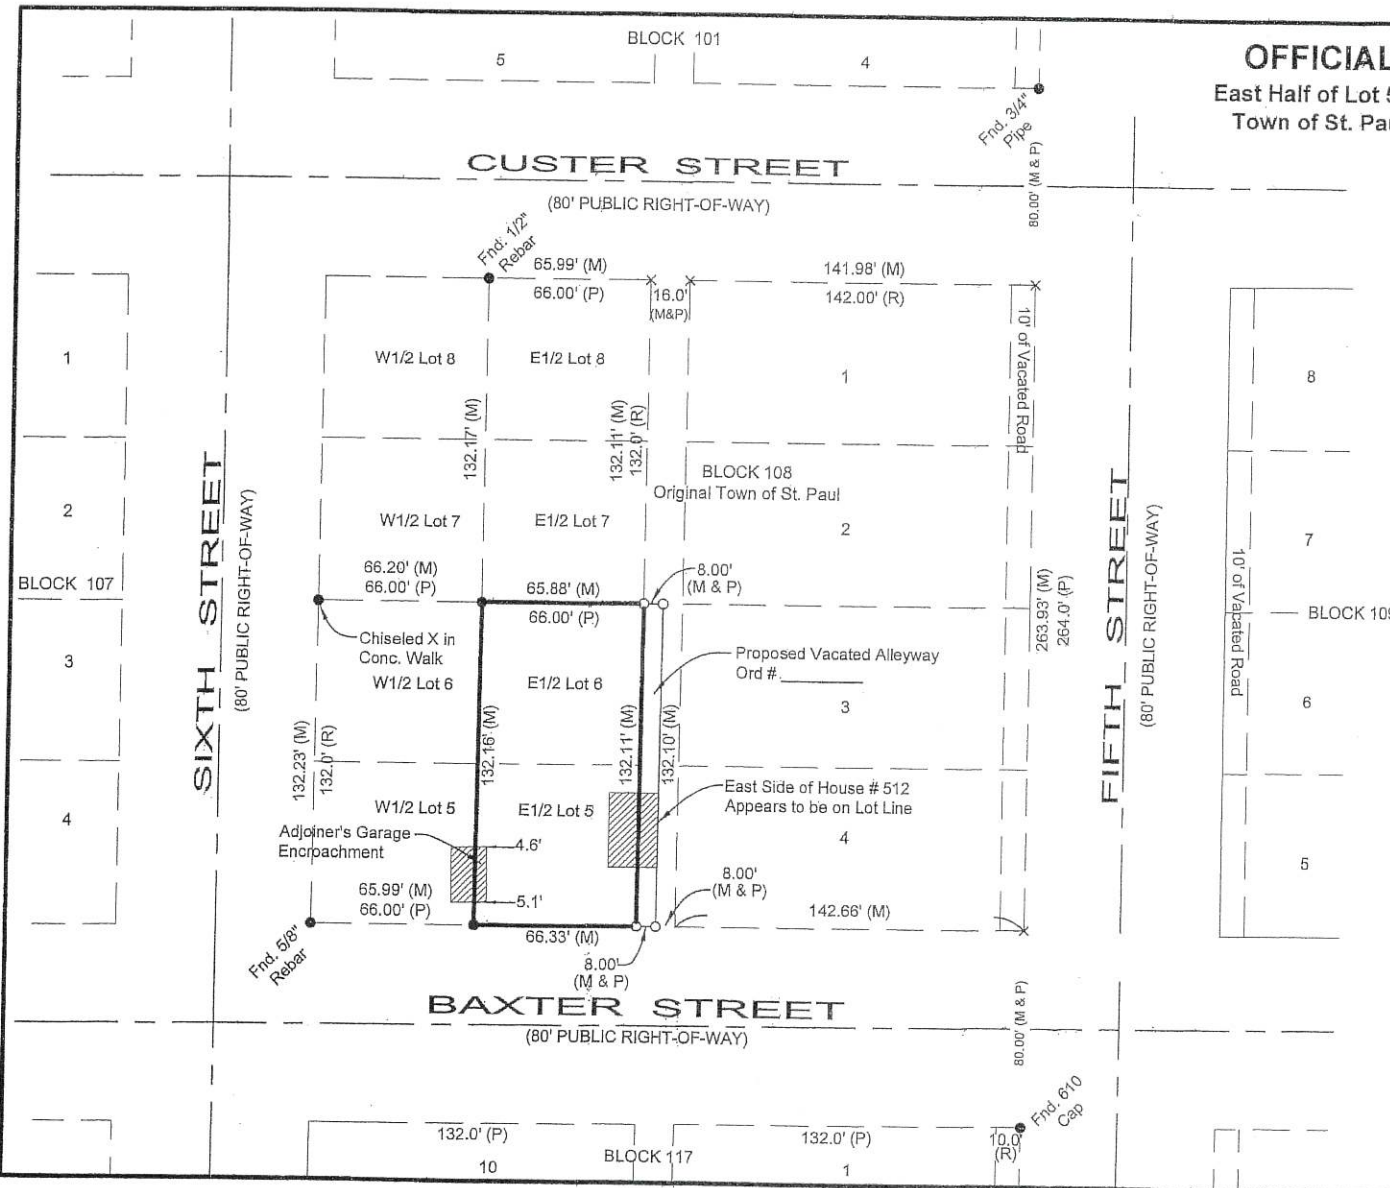 BLOCK 101
5
4
OFFICIAL
East Half of Lot 5
Town of St. Pau
Fnd. 3/4"
Pipe
80.00' (M & P)
CUSTER STREET
(80' PUBLIC RIGHT-OF-WAY)
Fnd. 1/2"
Rebar
65.99' (M)
66.00' (P)
16.0'
(M&P)
141.98' (M)
142.00' (R)
10' of Vacated Road
1
W1/2 Lot 8
E1/2 Lot 8
1
8
132.17' (M)
132.11' (M)
132.0' (R)
BLOCK 108
Original Town of St. Paul
2
W1/2 Lot 7
E1/2 Lot 7
2
7
SIXTH STREET
(80' PUBLIC RIGHT-OF-WAY)
FIFTH STREET
(80' PUBLIC RIGHT-OF-WAY)
BLOCK 107
66.20' (M)
66.00' (P)
65.88' (M)
66.00' (P)
8.00'
(M & P)
263.93' (M)
264.0' (P)
10' of Vacated Road
BLOCK 109
Chiseled X in
Conc. Walk
Proposed Vacated Alleyway
Ord #.
3
W1/2 Lot 6
E1/2 Lot 6
3
6
132.23' (M)
132.0' (R)
132.16' (M)
132.11' (M)
132.10' (M)
East Side of House # 512
Appears to be on Lot Line
4
W1/2 Lot 5
E1/2 Lot 5
4
5
Adjoiner's Garage
Encroachment
4.6'
5.1'
65.99' (M)
66.00' (P)
8.00'
(M & P)
142.66' (M)
Fnd. 5/8"
Rebar
66.33' (M)
8.00'
(M & P)
BAXTER STREET
(80' PUBLIC RIGHT-OF-WAY)
80.00' (M & P)
Fnd. 610
Cap
132.0' (P)
132.0' (P)
10.0'
(R)
BLOCK 117
10
1